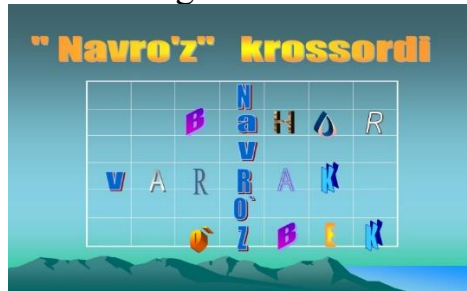 " Navro'z" krossordi
N
B a H O R
V
V A R R A K
O`
O' Z B E K